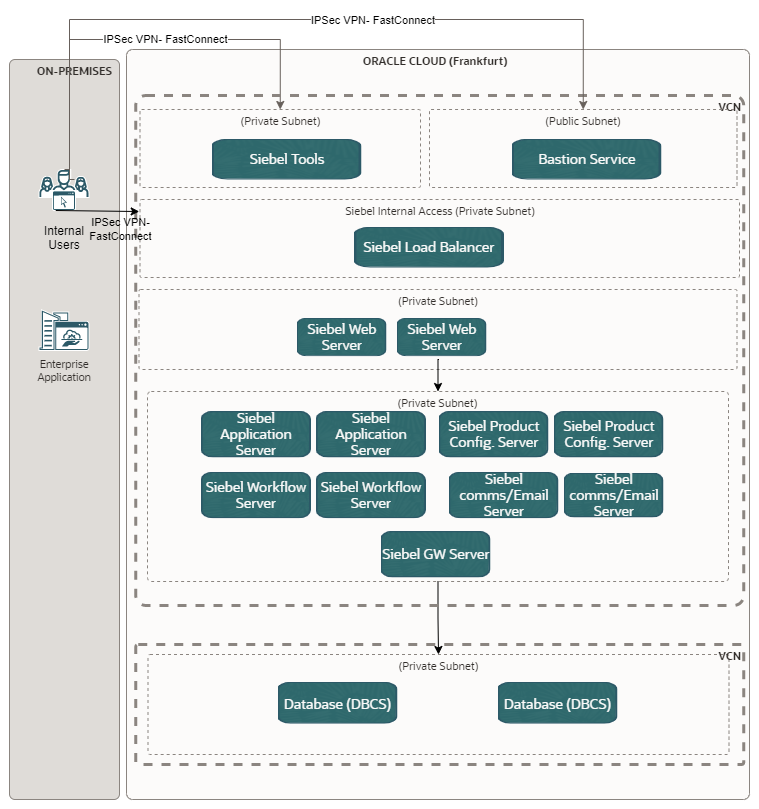 IPSec VPN- FastConnect
IPSec VPN- FastConnect
ON-PREMISES
ORACLE CLOUD (Frankfurt)
VCN
(Private Subnet)
Siebel Tools
(Public Subnet)
Bastion Service
Internal
Users
IPSec VPN-
FastConnect
Siebel Internal Access (Private Subnet)
Siebel Load Balancer
Enterprise
Application
(Private Subnet)
Siebel Web
Server
Siebel Web
Server
(Private Subnet)
Siebel
Application
Server
Siebel
Application
Server
Siebel Product
Config. Server
Siebel Product
Config. Server
Siebel Workflow
Server
Siebel Workflow
Server
Siebel
comms/Email
Server
Siebel
comms/Email
Server
Siebel GW Server
VCN
(Private Subnet)
Database (DBCS)
Database (DBCS)